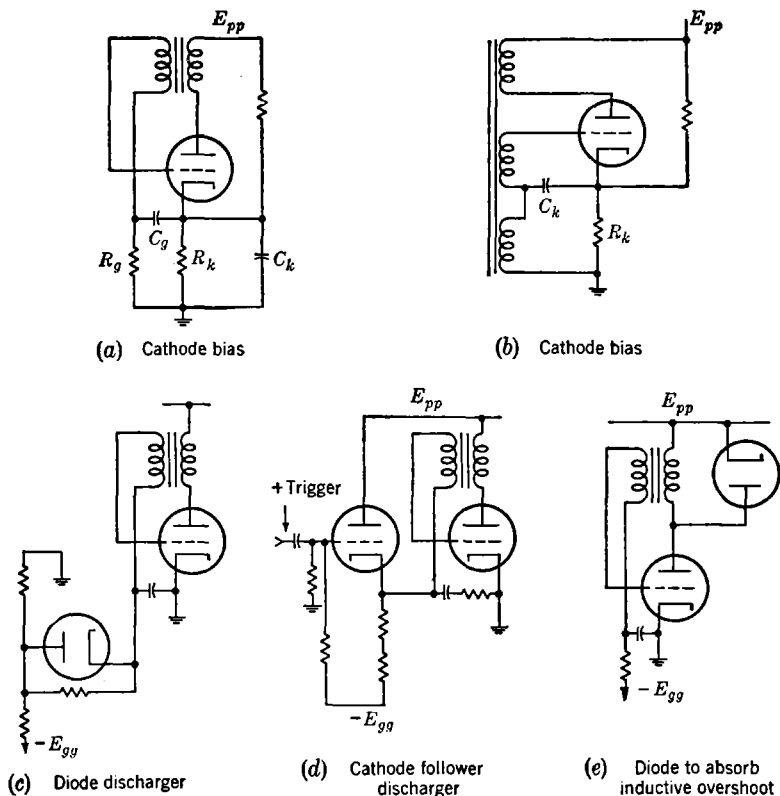 E_pp
E_pp
C_g
R_g
R_k
C_k
C_k
R_k
(a) Cathode bias
(b) Cathode bias
E_pp
E_pp
+ Trigger
- E_gg
- E_gg
- E_gg
(c) Diode discharger
(d) Cathode follower
discharger
(e) Diode to absorb
inductive overshoot